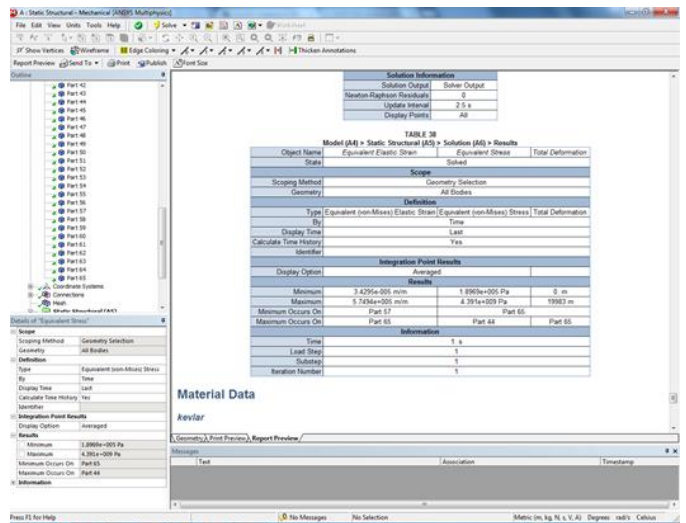 A : Static Structural - Mechanical [ANSYS Multiphysics]
File Edit View Units Tools Help Solve
Show Vertices Wireframe Edge Coloring Thicken Annotations
Report Preview Send To Print Publish Font Size
Outline
Part 42
Part 43
Part 44
Part 45
Part 46
Part 47
Part 48
Part 49
Part 50
Part 51
Part 52
Part 53
Part 54
Part 55
Part 56
Part 57
Part 58
Part 59
Part 60
Part 61
Part 62
Part 63
Part 64
Part 65
Coordinate Systems
Connections
Mesh
Static Structural (A5)
Details of "Equivalent Stress"
Scope
Scoping Method Geometry Selection
Geometry All Bodies
Definition
Type Equivalent (von-Mises) Stress
By Time
Display Time Last
Calculate Time History Yes
Identifier
Integration Point Results
Display Option Averaged
Results
Minimum 1.8969e+005 Pa
Maximum 4.391e+009 Pa
Minimum Occurs On Part 65
Maximum Occurs On Part 44
Information
Solution Information
Solution Output Solver Output
Newton-Raphson Residuals 0
Update Interval 2.5 s
Display Points All
TABLE 38
Model (A4) > Static Structural (A5) > Solution (A6) > Results
Object Name Equivalent Elastic Strain Equivalent Stress Total Deformation
State Solved
Scope
Scoping Method Geometry Selection
Geometry All Bodies
Definition
Type Equivalent (von-Mises) Elastic Strain Equivalent (von-Mises) Stress Total Deformation
By Time
Display Time Last
Calculate Time History Yes
Identifier
Integration Point Results
Display Option Averaged
Results
Minimum 3.4295e-005 m/m 1.8969e+005 Pa 0. m
Maximum 5.7494e+005 m/m 4.391e+009 Pa 19983 m
Minimum Occurs On Part 57 Part 65
Maximum Occurs On Part 65 Part 44 Part 65
Information
Time 1. s
Load Step 1
Substep 1
Iteration Number 1
Material Data
kevlar
Geometry Print Preview Report Preview
Messages
Text Association Timestamp
Press F1 for Help No Messages No Selection Metric (m, kg, N, s, V, A) Degrees rad/s Celsius